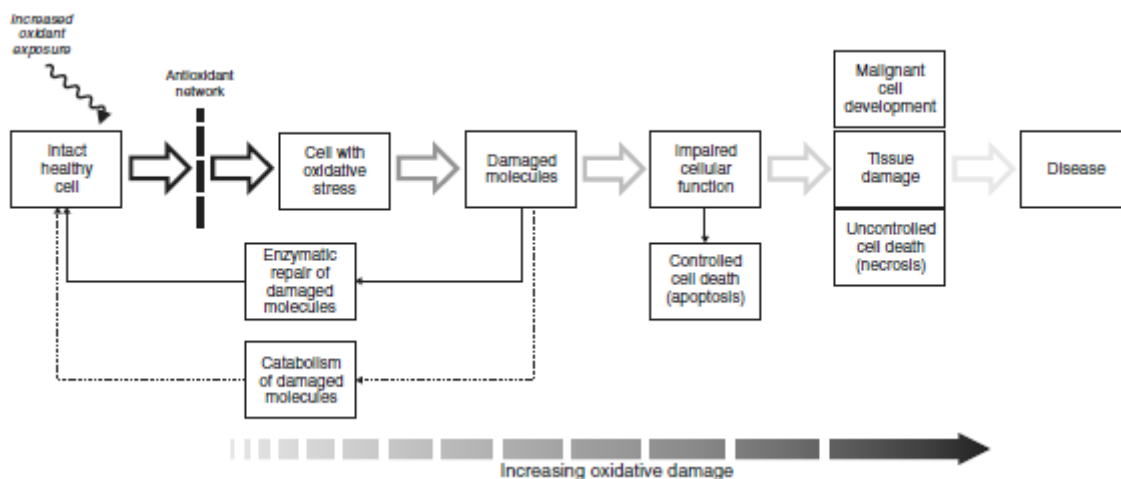 Increased
oxidant
exposure
Antioxidant
network
Intact
healthy
cell
Cell with
oxidative
stress
Damaged
molecules
Impaired
cellular
function
Malignant
cell
development
Tissue
damage
Uncontrolled
cell death
(necrosis)
Disease
Enzymatic
repair of
damaged
molecules
Controlled
cell death
(apoptosis)
Catabolism
of damaged
molecules
Increasing oxidative damage